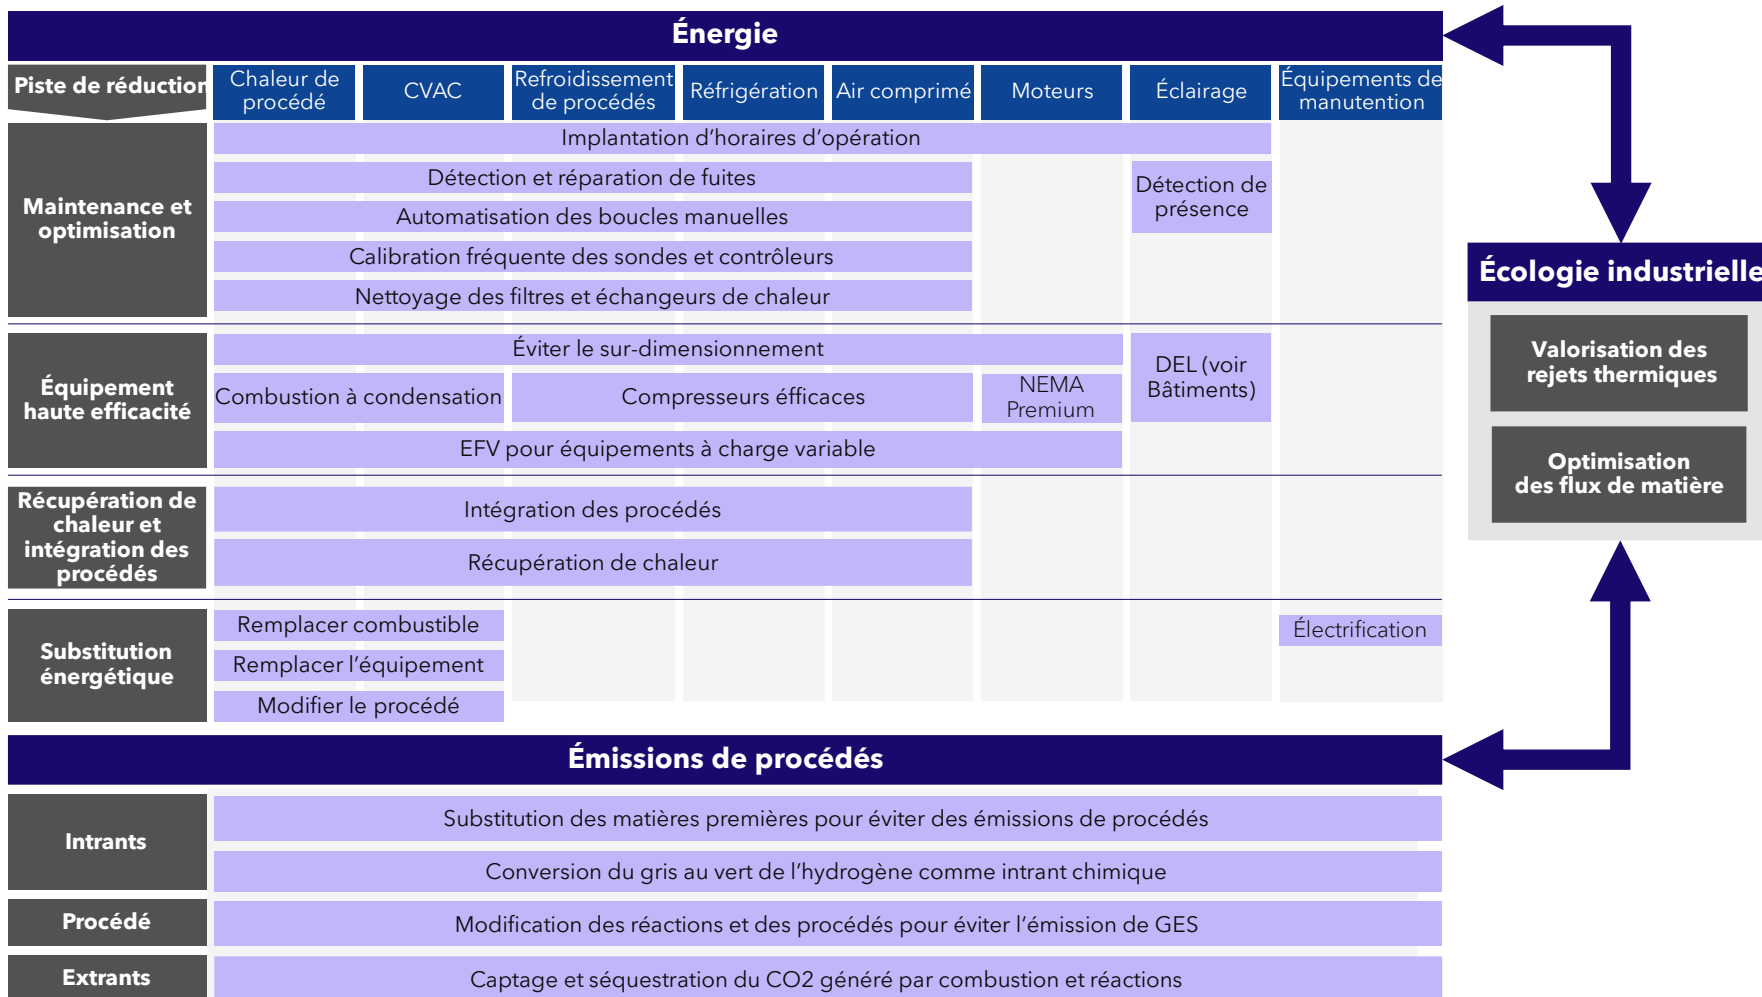 Énergie
Piste de réduction
Chaleur de
procédé
CVAC
Refroidissement
de procédés
Réfrigération
Air comprimé
Moteurs
Éclairage
Équipements de
manutention
Maintenance et
optimisation
Implantation d’horaires d’opération
Détection et réparation de fuites
Automatisation des boucles manuelles
Calibration fréquente des sondes et contrôleurs
Nettoyage des filtres et échangeurs de chaleur
Détection de
présence
Équipement
haute efficacité
Éviter le sur-dimensionnement
Combustion à condensation
Compresseurs éfficaces
NEMA
Premium
DEL (voir
Bâtiments)
EFV pour équipements à charge variable
Récupération de
chaleur et
intégration des
procédés
Intégration des procédés
Récupération de chaleur
Substitution
énergétique
Remplacer combustible
Remplacer l’équipement
Modifier le procédé
Électrification
Écologie industrielle
Valorisation des
rejets thermiques
Optimisation
des flux de matière
Émissions de procédés
Intrants
Substitution des matières premières pour éviter des émissions de procédés
Conversion du gris au vert de l’hydrogène comme intrant chimique
Procédé
Modification des réactions et des procédés pour éviter l’émission de GES
Extrants
Captage et séquestration du CO2 généré par combustion et réactions